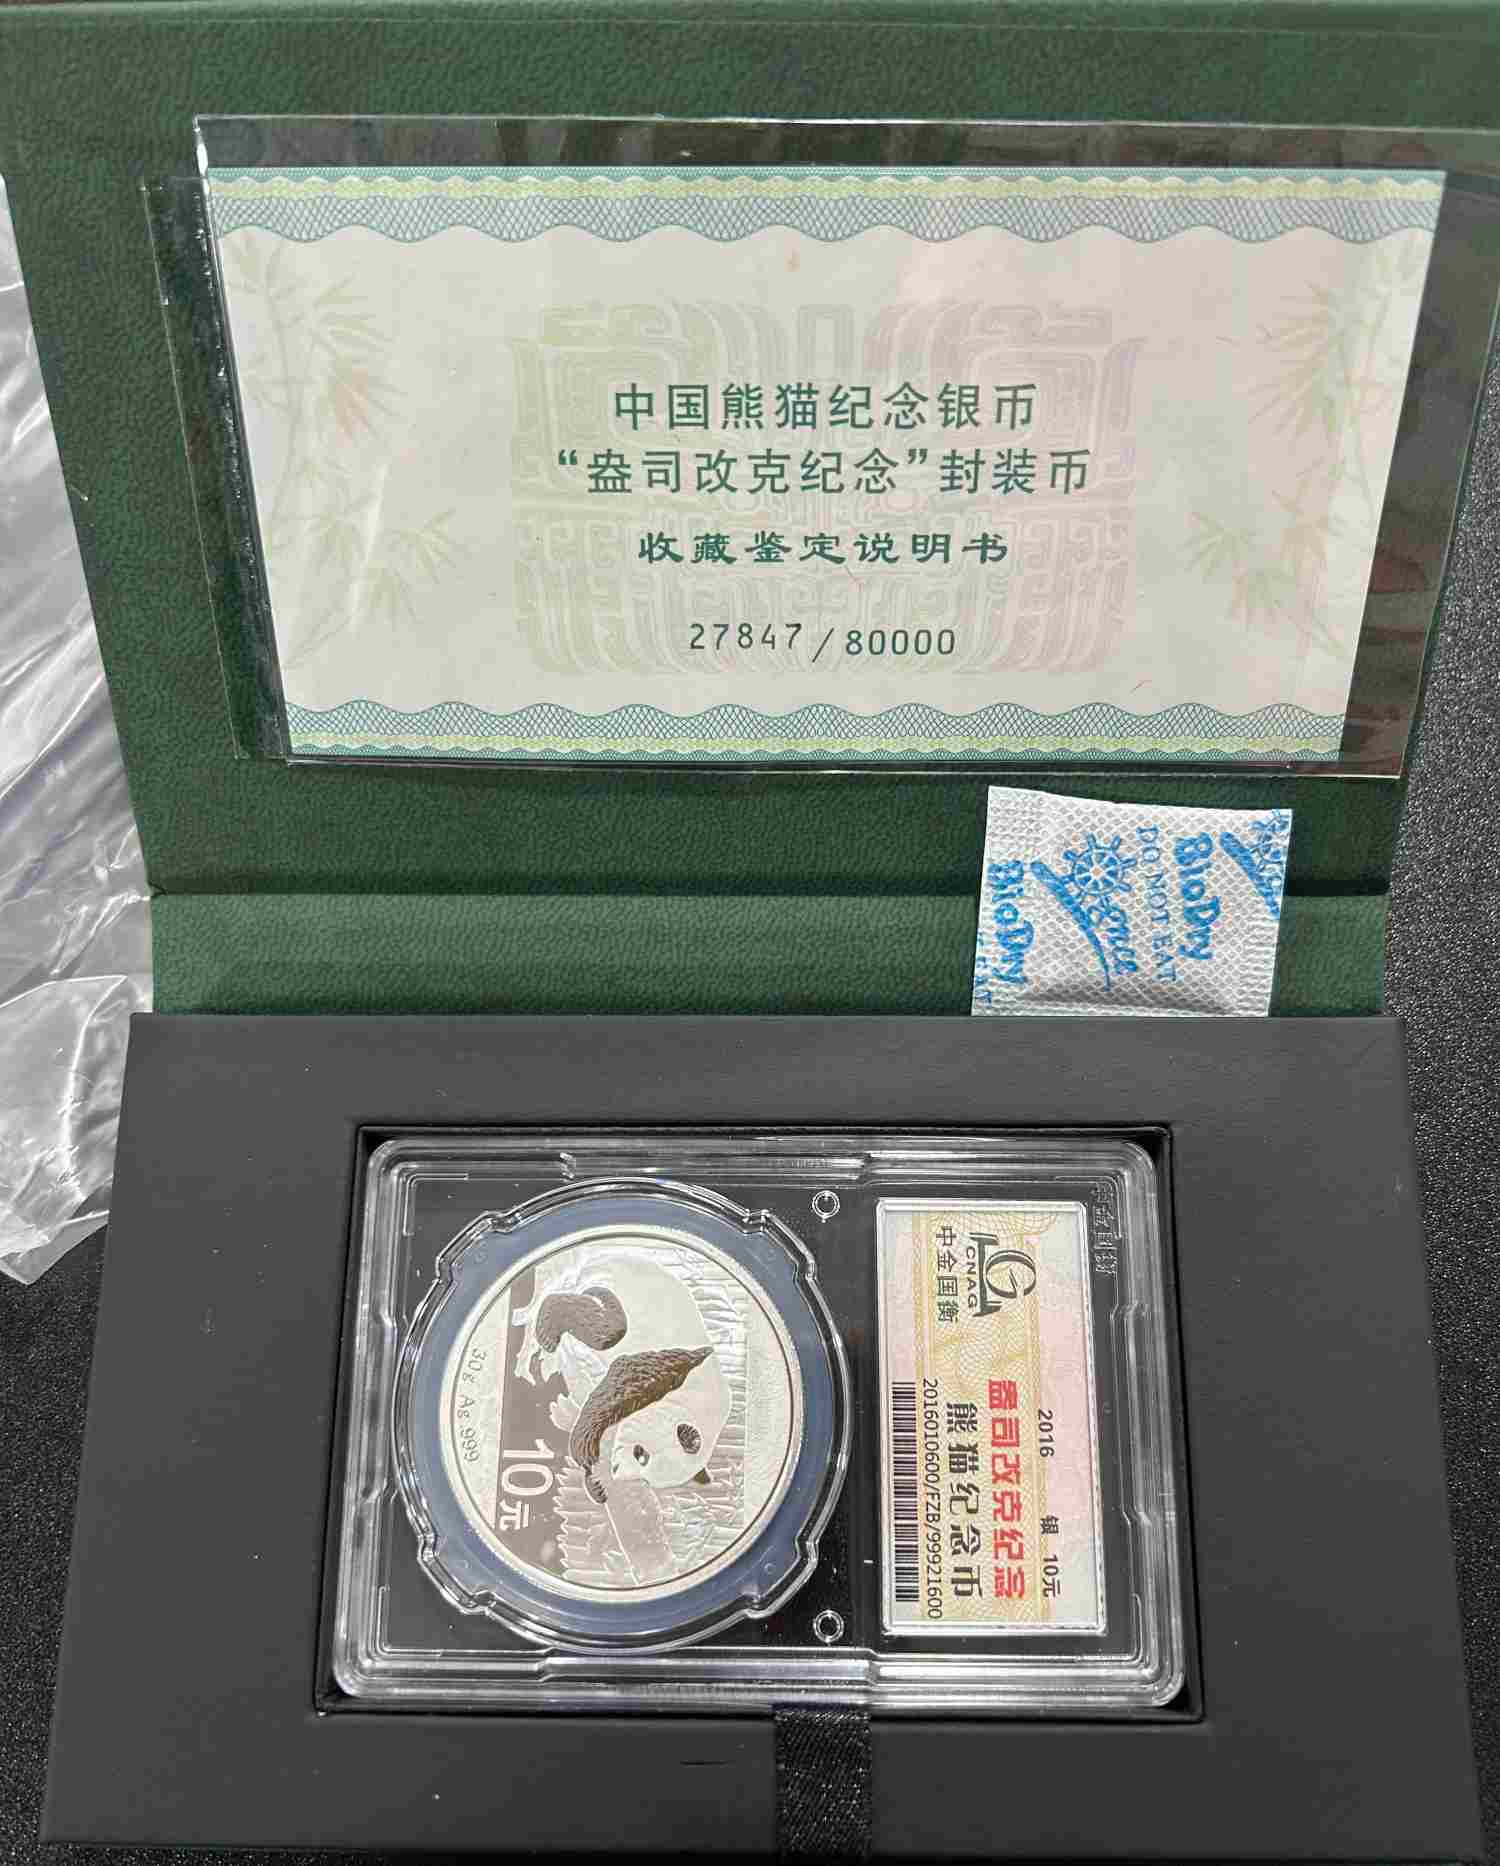 中国熊猫纪念银币
“盎司改克纪念”封装币
收藏鉴定说明书
27847/80000
BioDry
DO NOT EAT
BioDry
EAT
30g Ag.999
10元
CNAG
中金国衡
2016 银 10元
盎司改克纪念
熊猫纪念币
2016010600/FZB/99921600